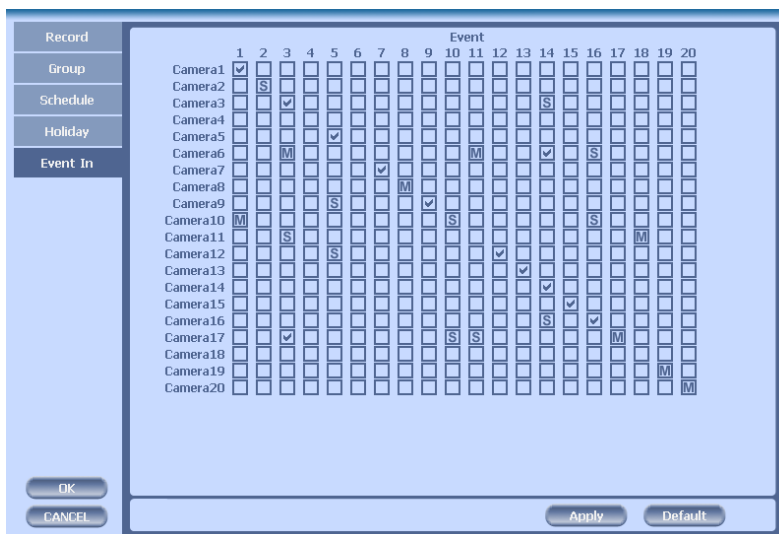 Record
Group
Schedule
Holiday
Event In
OK
CANCEL
Event
1 2 3 4 5 6 7 8 9 10 11 12 13 14 15 16 17 18 19 20
Camera1
Camera2 S
Camera3 S
Camera4
Camera5
Camera6 M M S
Camera7
Camera8 M
Camera9 S
Camera10 M S S
Camera11 S M
Camera12 S
Camera13
Camera14
Camera15
Camera16 S
Camera17 S S M
Camera18
Camera19 M
Camera20 M
Apply Default